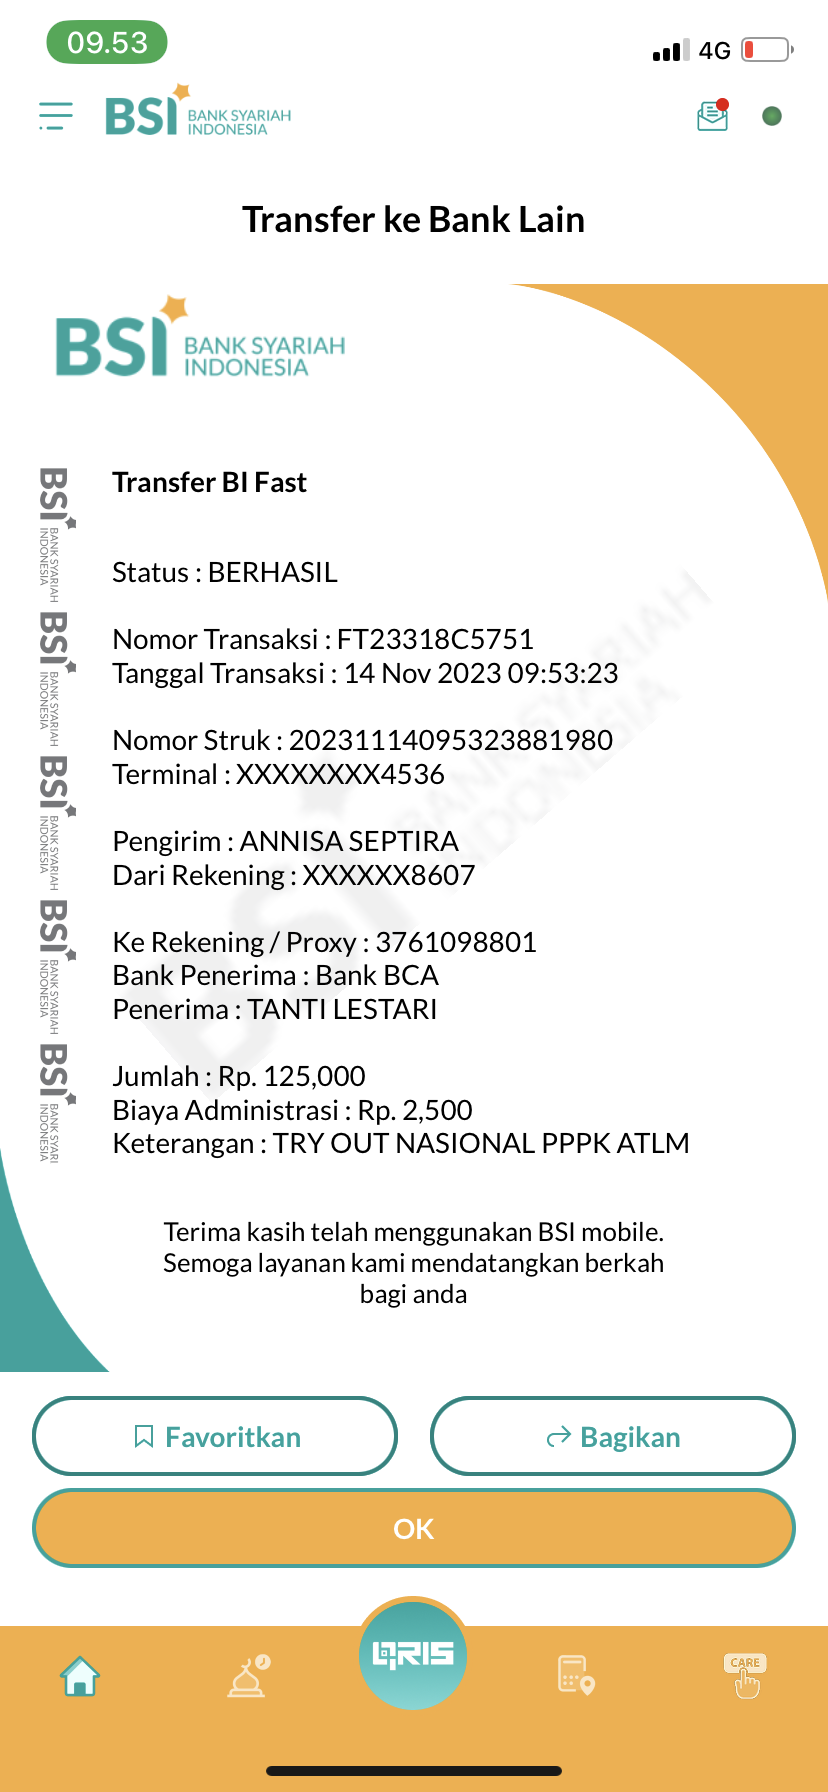 09.53
4G
BSI BANK SYARIAH
INDONESIA
Transfer ke Bank Lain
BSI BANK SYARIAH
INDONESIA
Transfer BI Fast
Status : BERHASIL
Nomor Transaksi : FT23318C5751
Tanggal Transaksi : 14 Nov 2023 09:53:23
Nomor Struk : 20231114095323881980
Terminal : XXXXXXXX4536
Pengirim : ANNISA SEPTIRA
Dari Rekening : XXXXXX8607
Ke Rekening / Proxy : 3761098801
Bank Penerima : Bank BCA
Penerima : TANTI LESTARI
Jumlah : Rp. 125,000
Biaya Administrasi : Rp. 2,500
Keterangan : TRY OUT NASIONAL PPPK ATLM
BSI BANK SYARIAH
INDONESIA
BSI BANK SYARIAH
INDONESIA
BSI BANK SYARIAH
INDONESIA
BSI BANK SYARIAH
INDONESIA
BSI BANK SYARI
INDONESIA
BSI BANK SYARIAH
INDONESIA
Terima kasih telah menggunakan BSI mobile.
Semoga layanan kami mendatangkan berkah
bagi anda
Favoritkan
Bagikan
OK
QRIS
CARE